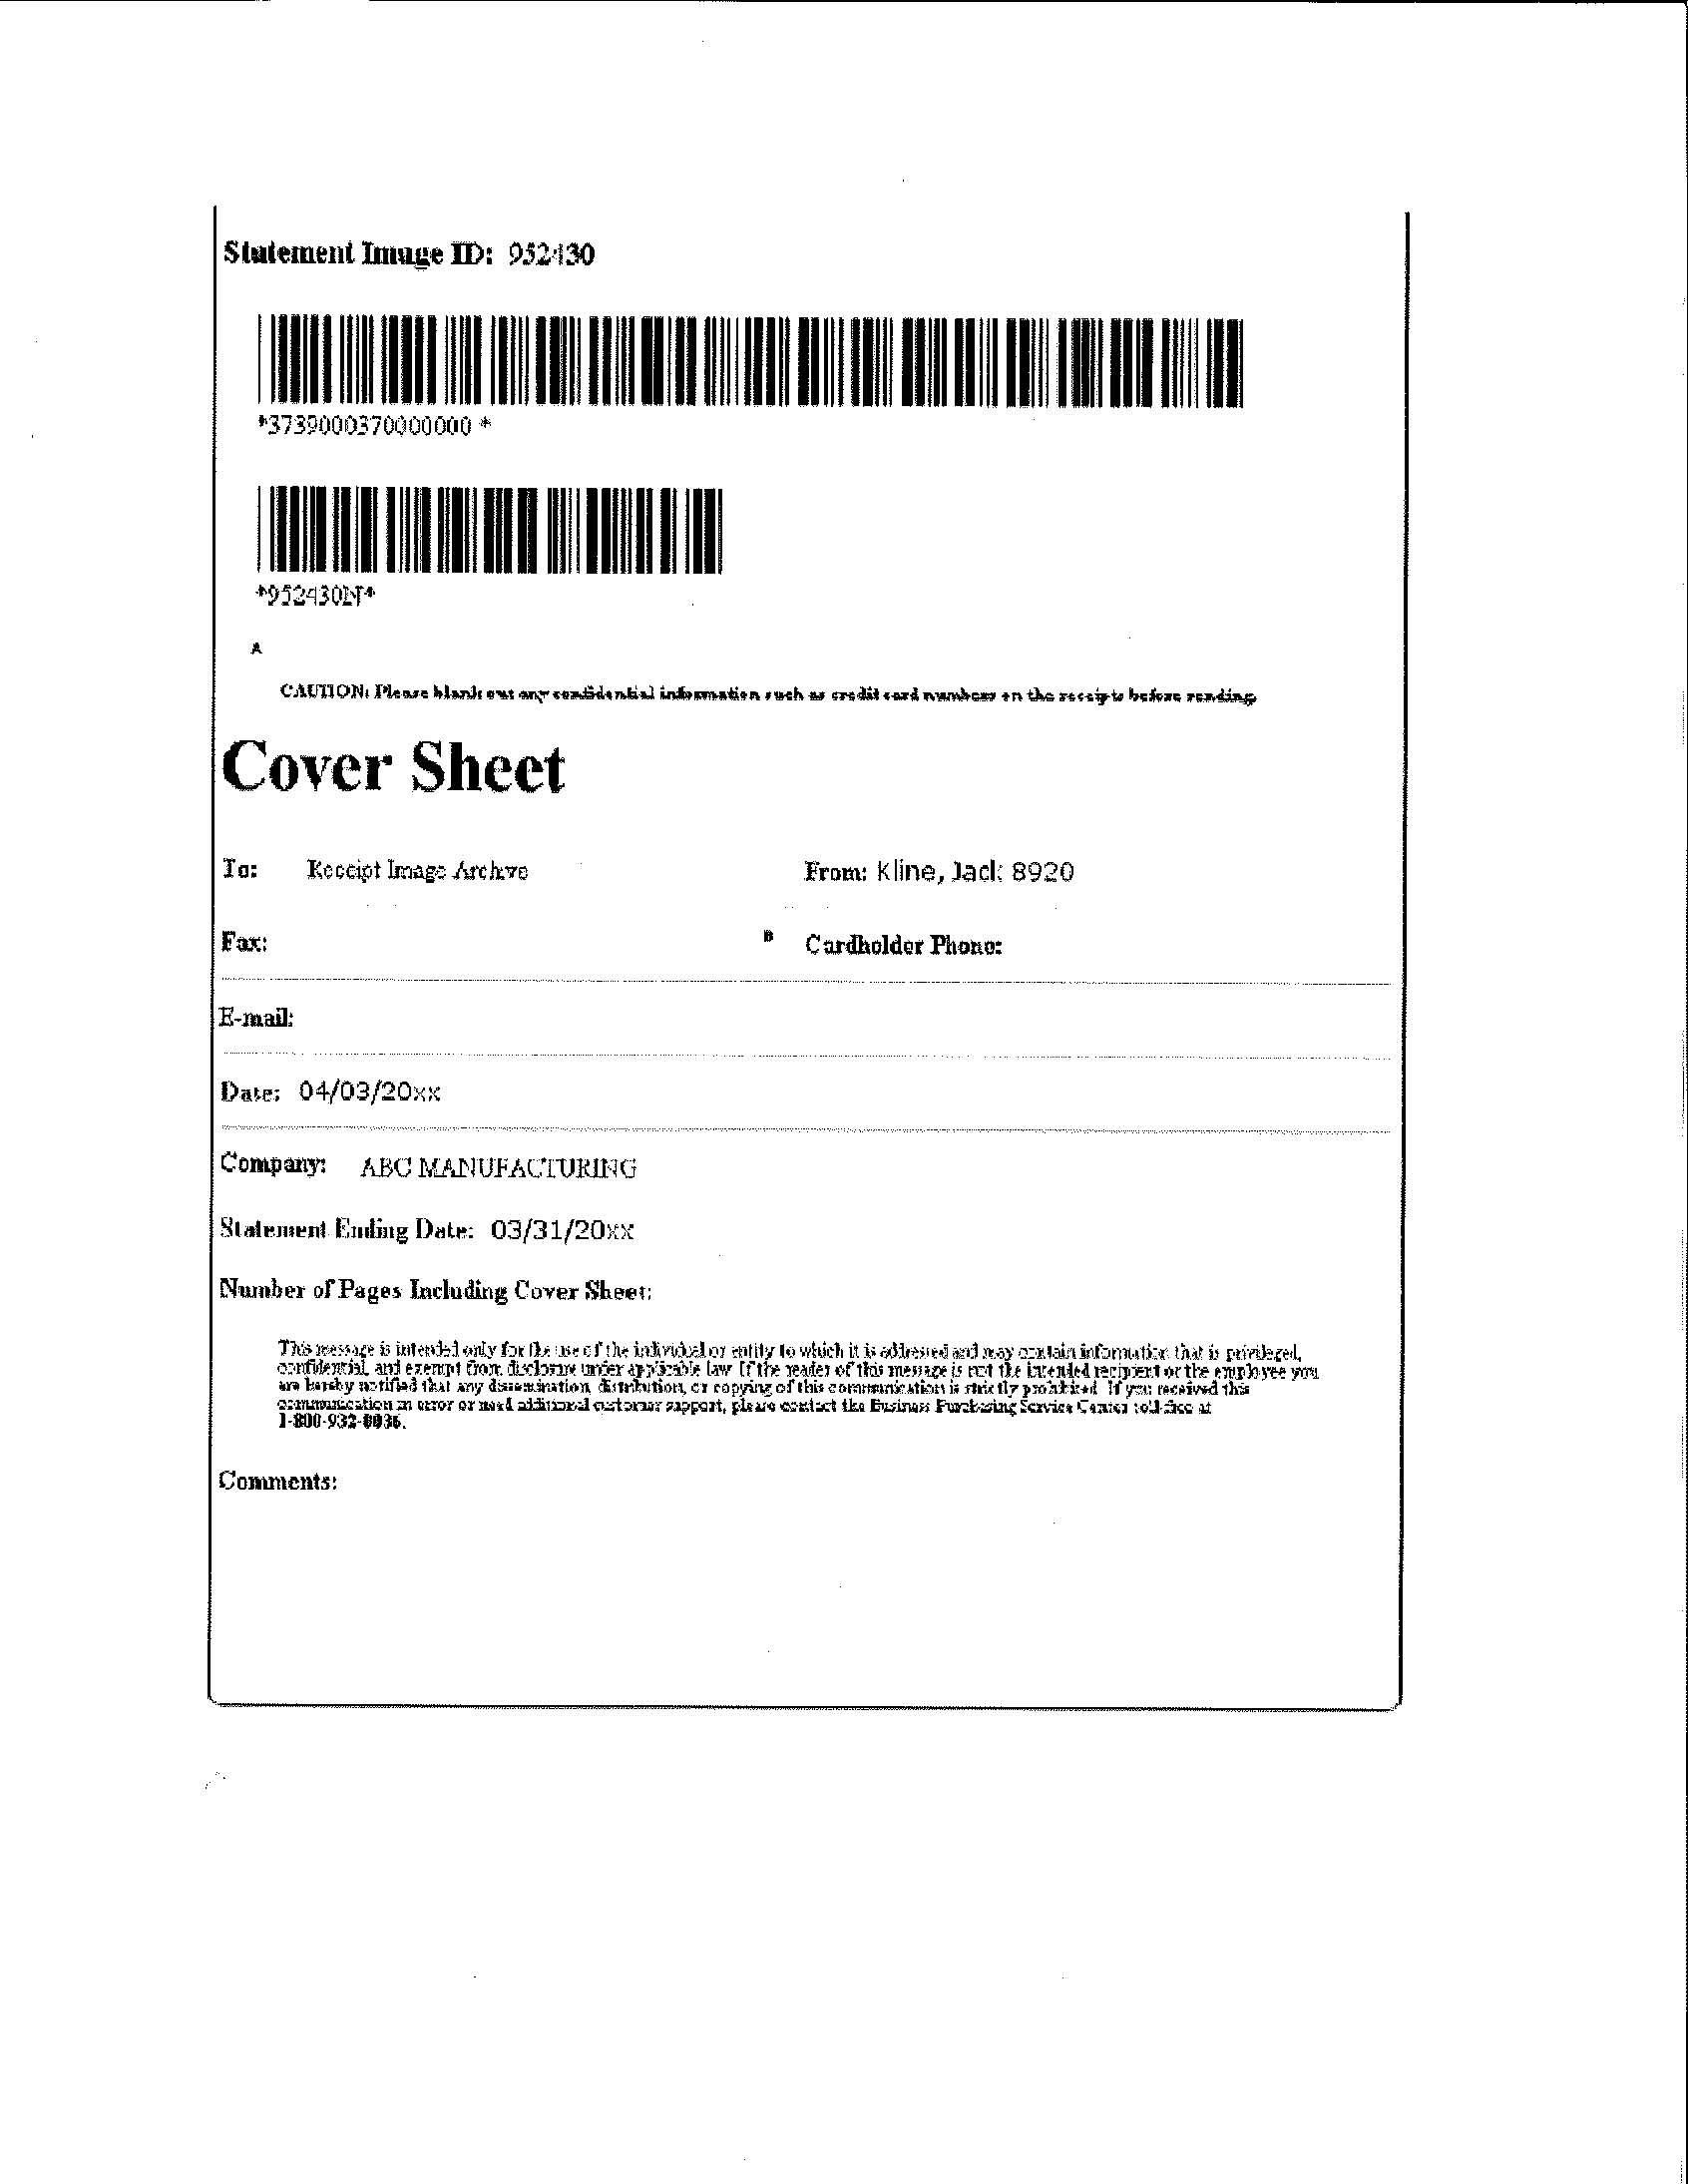 Statement Image ID: 952430
*3739000370000000 *
*952430N*
A
CAUTION: Please blank out any confidential information such as credit card numbers on the receipts before sending.
Cover Sheet
To: Receipt Image Archive From: Kline, Jack 8920
Fax: B Cardholder Phone:
E-mail:
Date: 04/03/20xx
Company: ABC MANUFACTURING
Statement Ending Date: 03/31/20xx
Number of Pages Including Cover Sheet:
This message is intended only for the use of the individual or entity to which it is addressed and may contain information that is privileged,
confidential, and exempt from disclosure under applicable law. If the reader of this message is not the intended recipient or the employee you
are hereby notified that any dissemination, distribution, or copying of this communication is strictly prohibited. If you received this
communication in error or need additional customer support, please contact the Business Purchasing Service Center toll-free at
1-800-932-0036.
Comments: